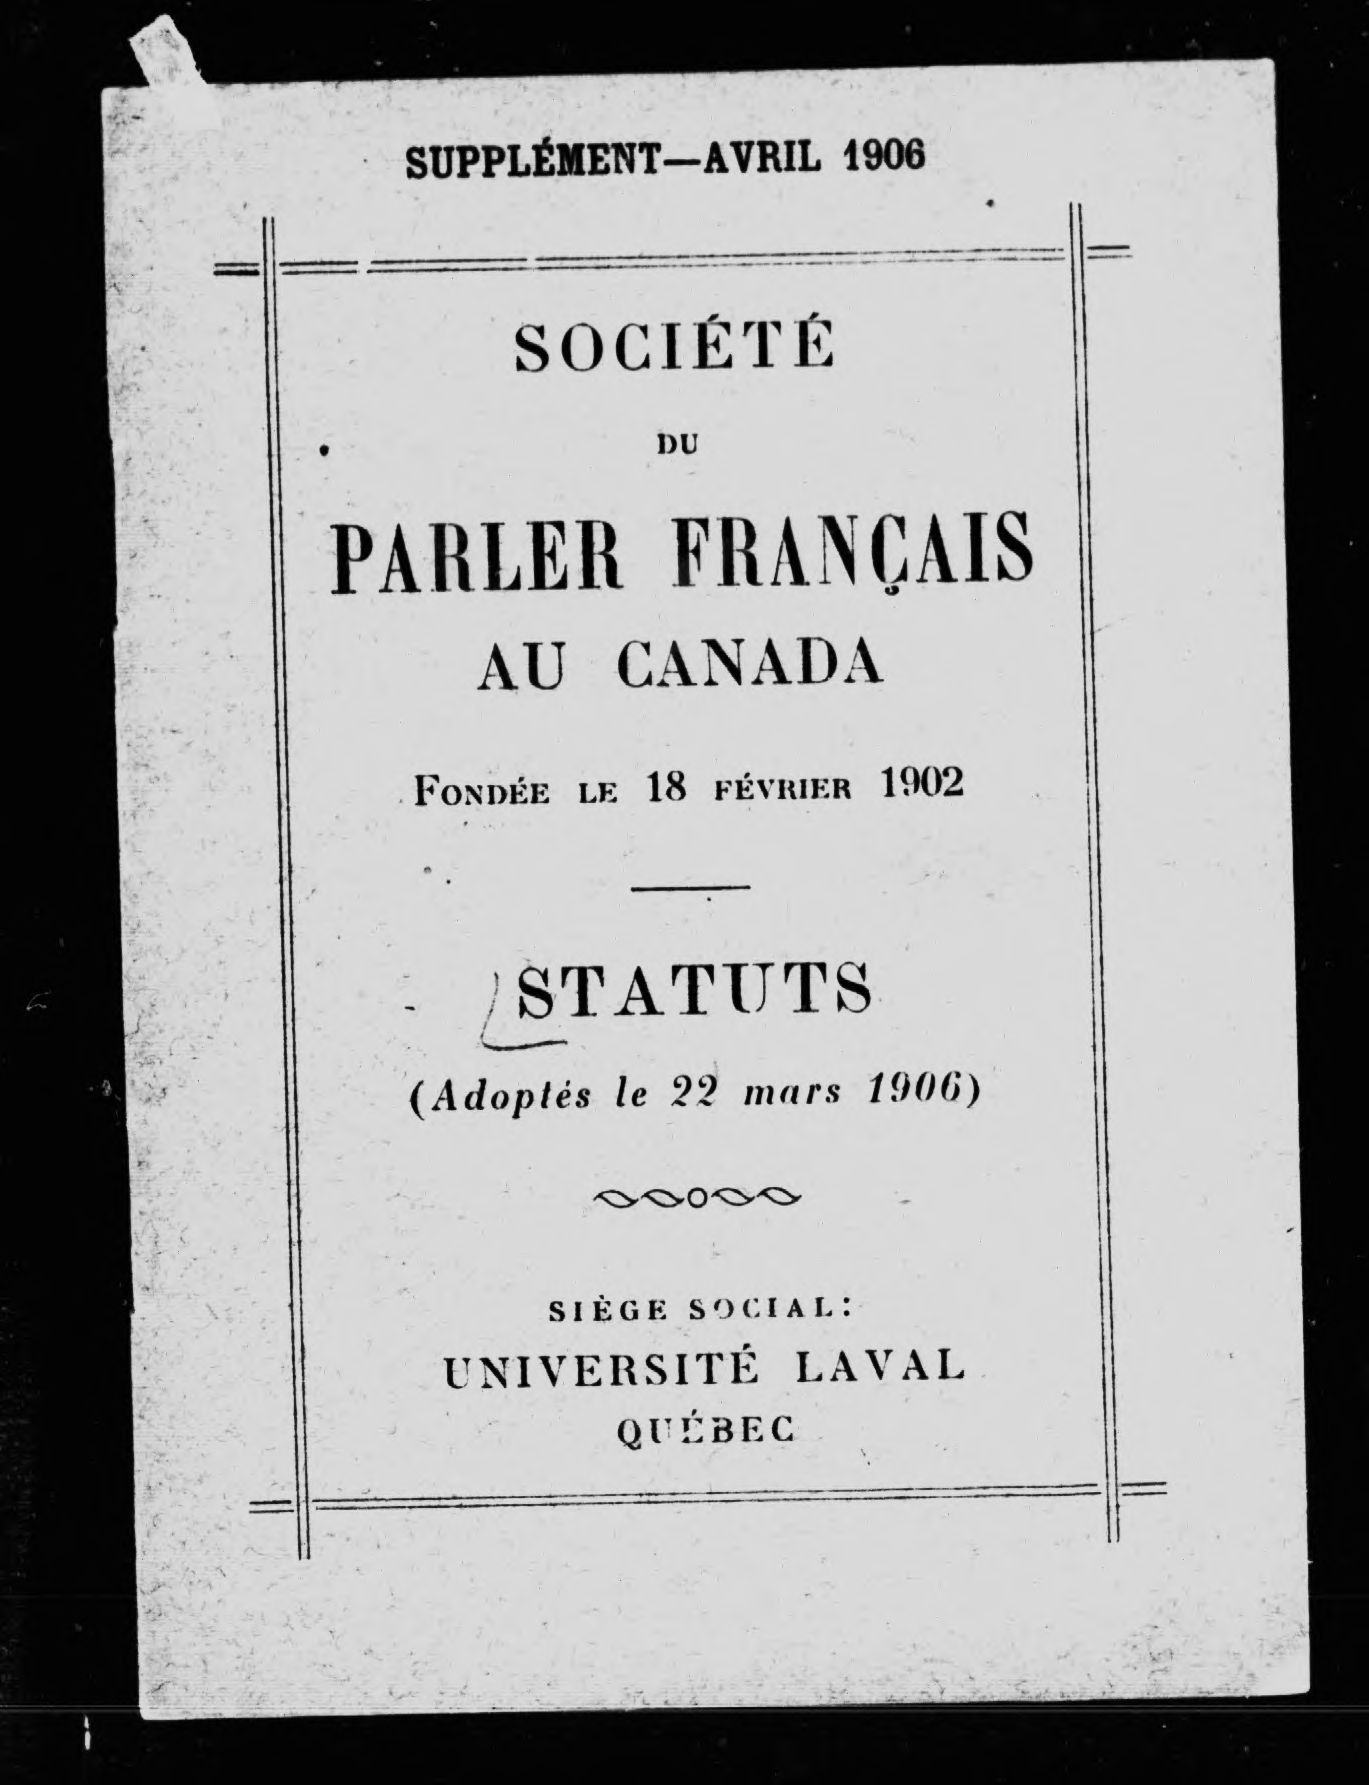 SUPPLÉMENT—AVRIL 1906
SOCIÉTÉ
DU
PARLER FRANÇAIS
AU CANADA
FONDÉE LE 18 FÉVRIER 1902
STATUTS
(Adoptés le 22 mars 1906)
SIÈGE SOCIAL:
UNIVERSITÉ LAVAL
QUÉBEC